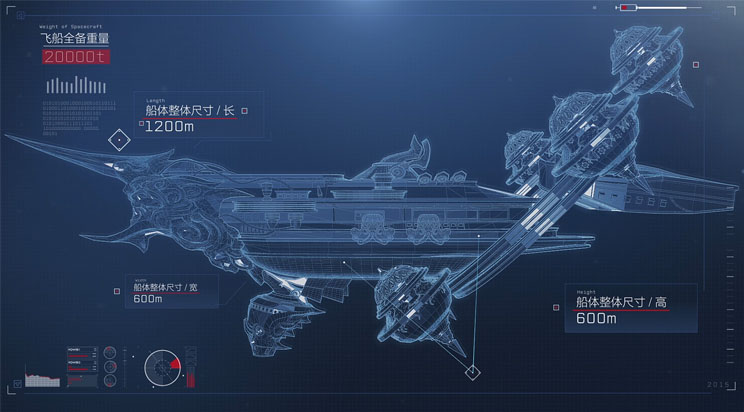 Weight of Spacecraft
飞船全备重量
20000t
Length
船体整体尺寸 / 长
1200m
Width
船体整体尺寸 / 宽
600m
Height
船体整体尺寸 / 高
600m
2015